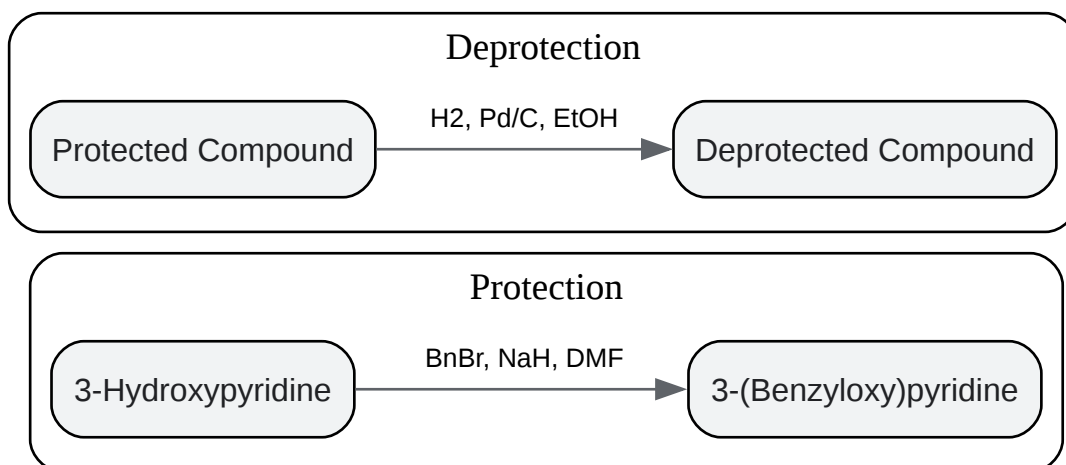 Deprotection
H2, Pd/C, EtOH
Protected Compound
Deprotected Compound
Protection
BnBr, NaH, DMF
3-Hydroxypyridine
3-(Benzyloxy)pyridine